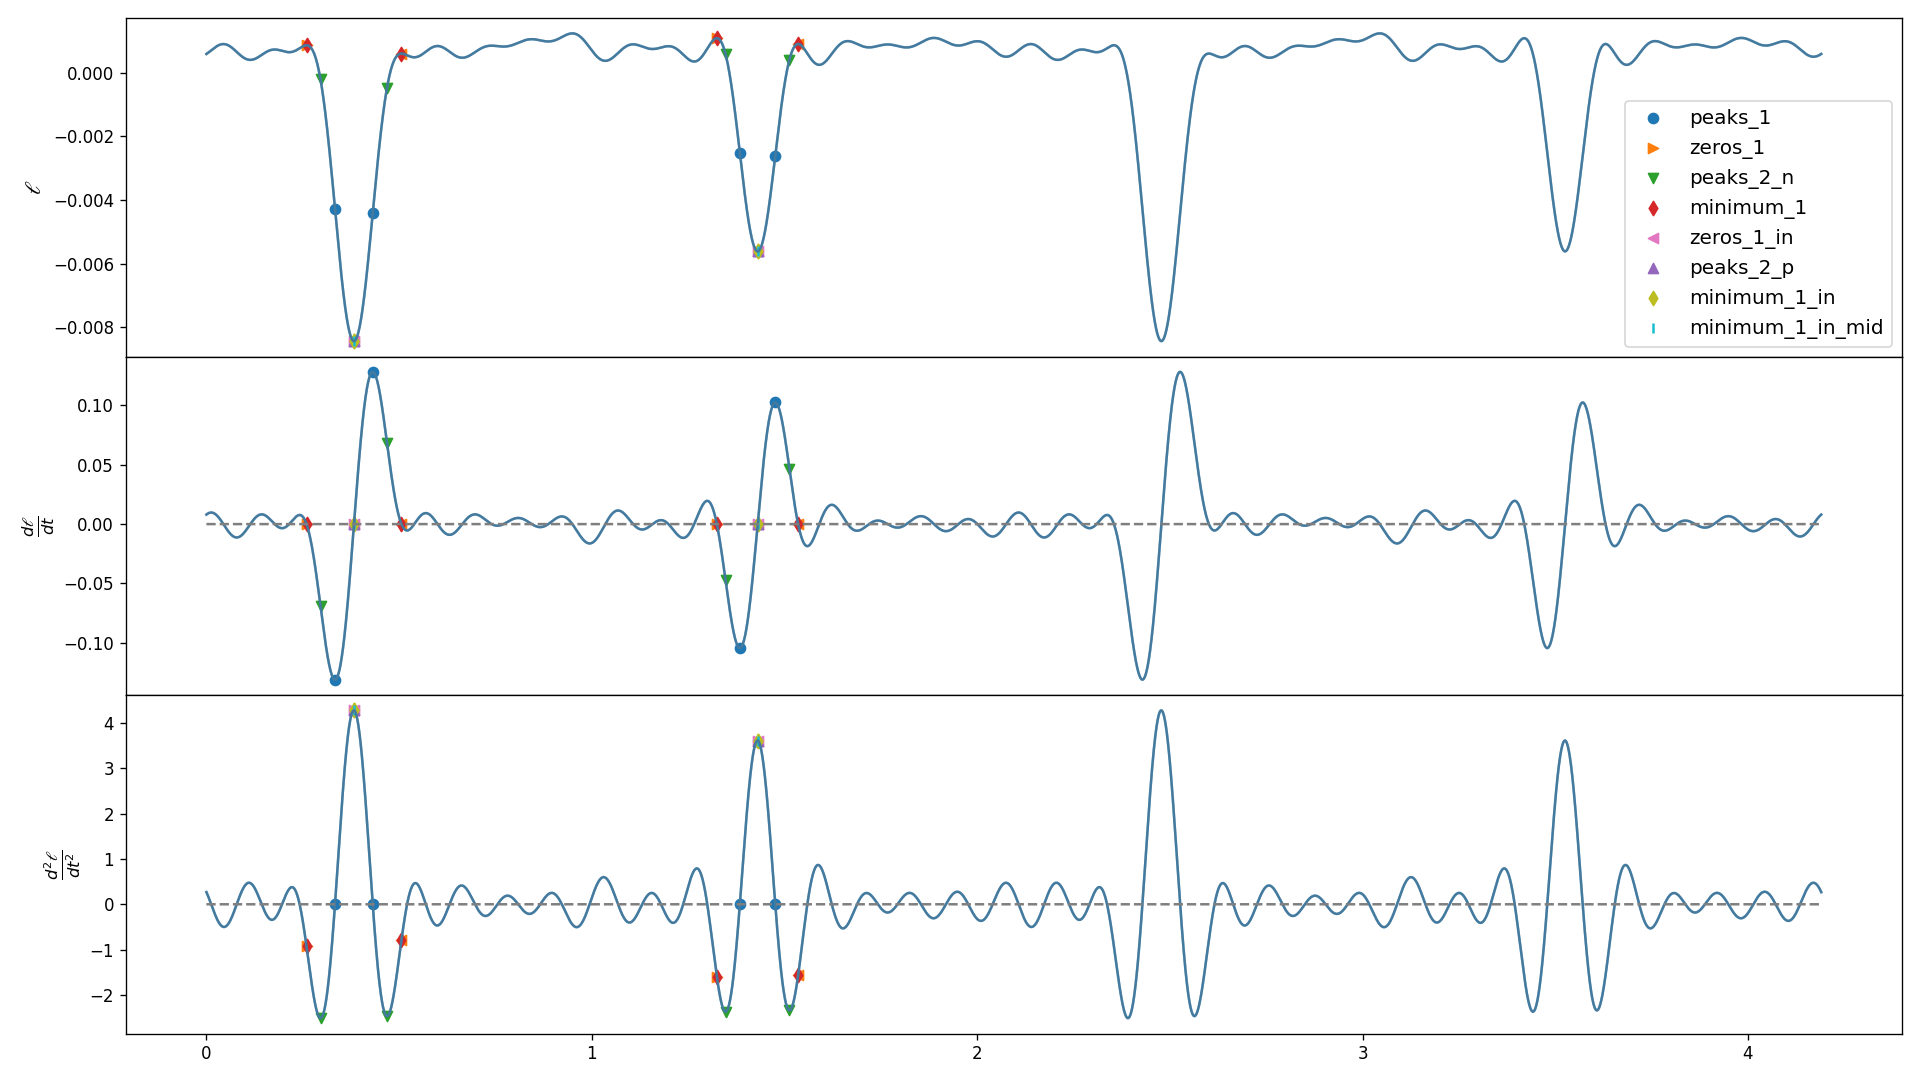 0.000
−0.002
−0.004
−0.006
−0.008
ℓ
peaks_1
zeros_1
peaks_2_n
minimum_1
zeros_1_in
peaks_2_p
minimum_1_in
minimum_1_in_mid
0.10
0.05
0.00
−0.05
−0.10
dℓ
dt
4
3
2
1
0
−1
−2
d²ℓ
dt²
0 1 2 3 4